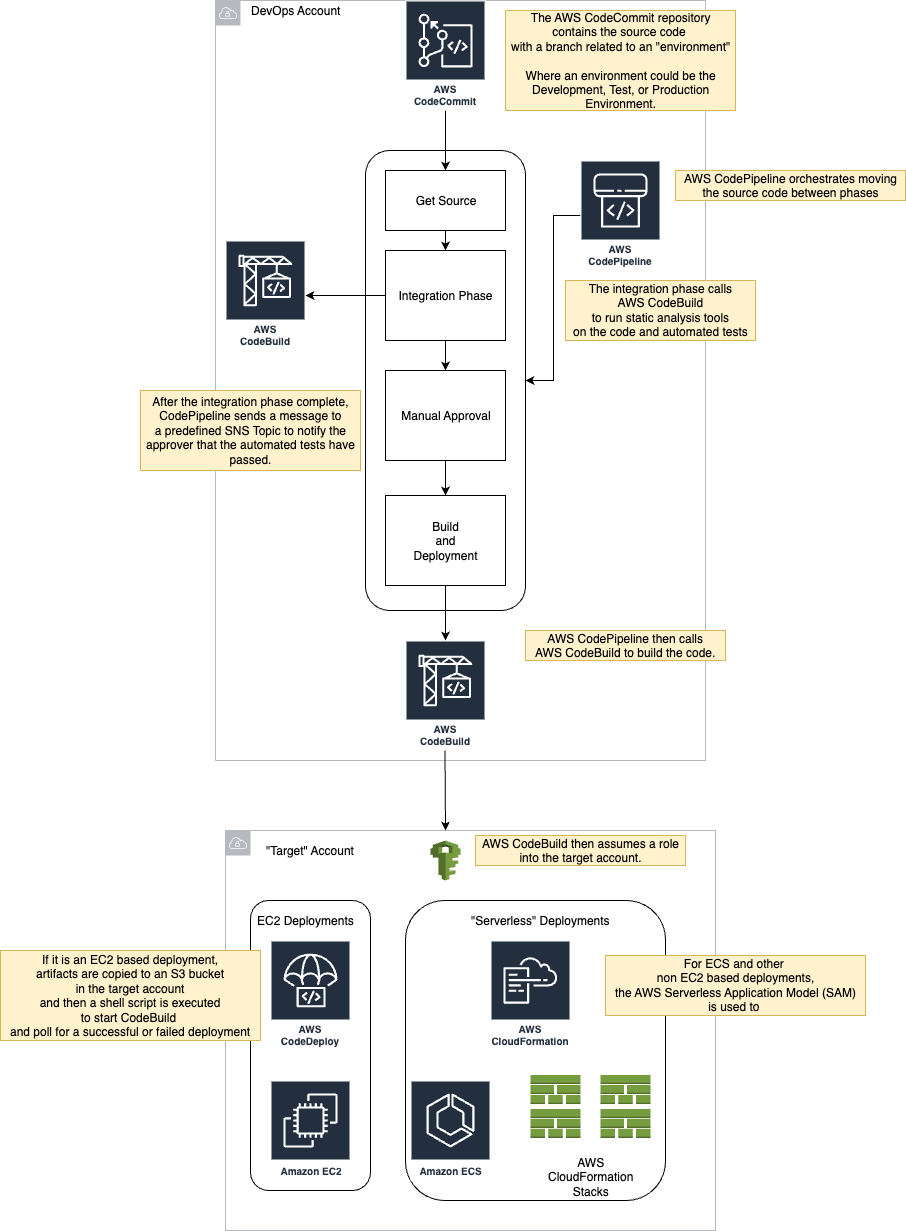 DevOps Account
AWS
CodeCommit
The AWS CodeCommit repository
contains the source code
with a branch related to an "environment"
Where an environment could be the
Development, Test, or Production
Environment.
Get Source
AWS
CodePipeline
AWS CodePipeline orchestrates moving
the source code between phases
AWS
CodeBuild
Integration Phase
The integration phase calls
AWS CodeBuild
to run static analysis tools
on the code and automated tests
After the integration phase complete,
CodePipeline sends a message to
a predefined SNS Topic to notify the
approver that the automated tests have
passed.
Manual Approval
Build
and
Deployment
AWS CodePipeline then calls
AWS CodeBuild to build the code.
AWS
CodeBuild
"Target" Account
AWS CodeBuild then assumes a role
into the target account.
EC2 Deployments
"Serverless" Deployments
If it is an EC2 based deployment,
artifacts are copied to an S3 bucket
in the target account
and then a shell script is executed
to start CodeBuild
and poll for a successful or failed deployment
AWS
CodeDeploy
AWS
CloudFormation
For ECS and other
non EC2 based deployments,
the AWS Serverless Application Model (SAM)
is used to
Amazon EC2
Amazon ECS
AWS
CloudFormation
Stacks